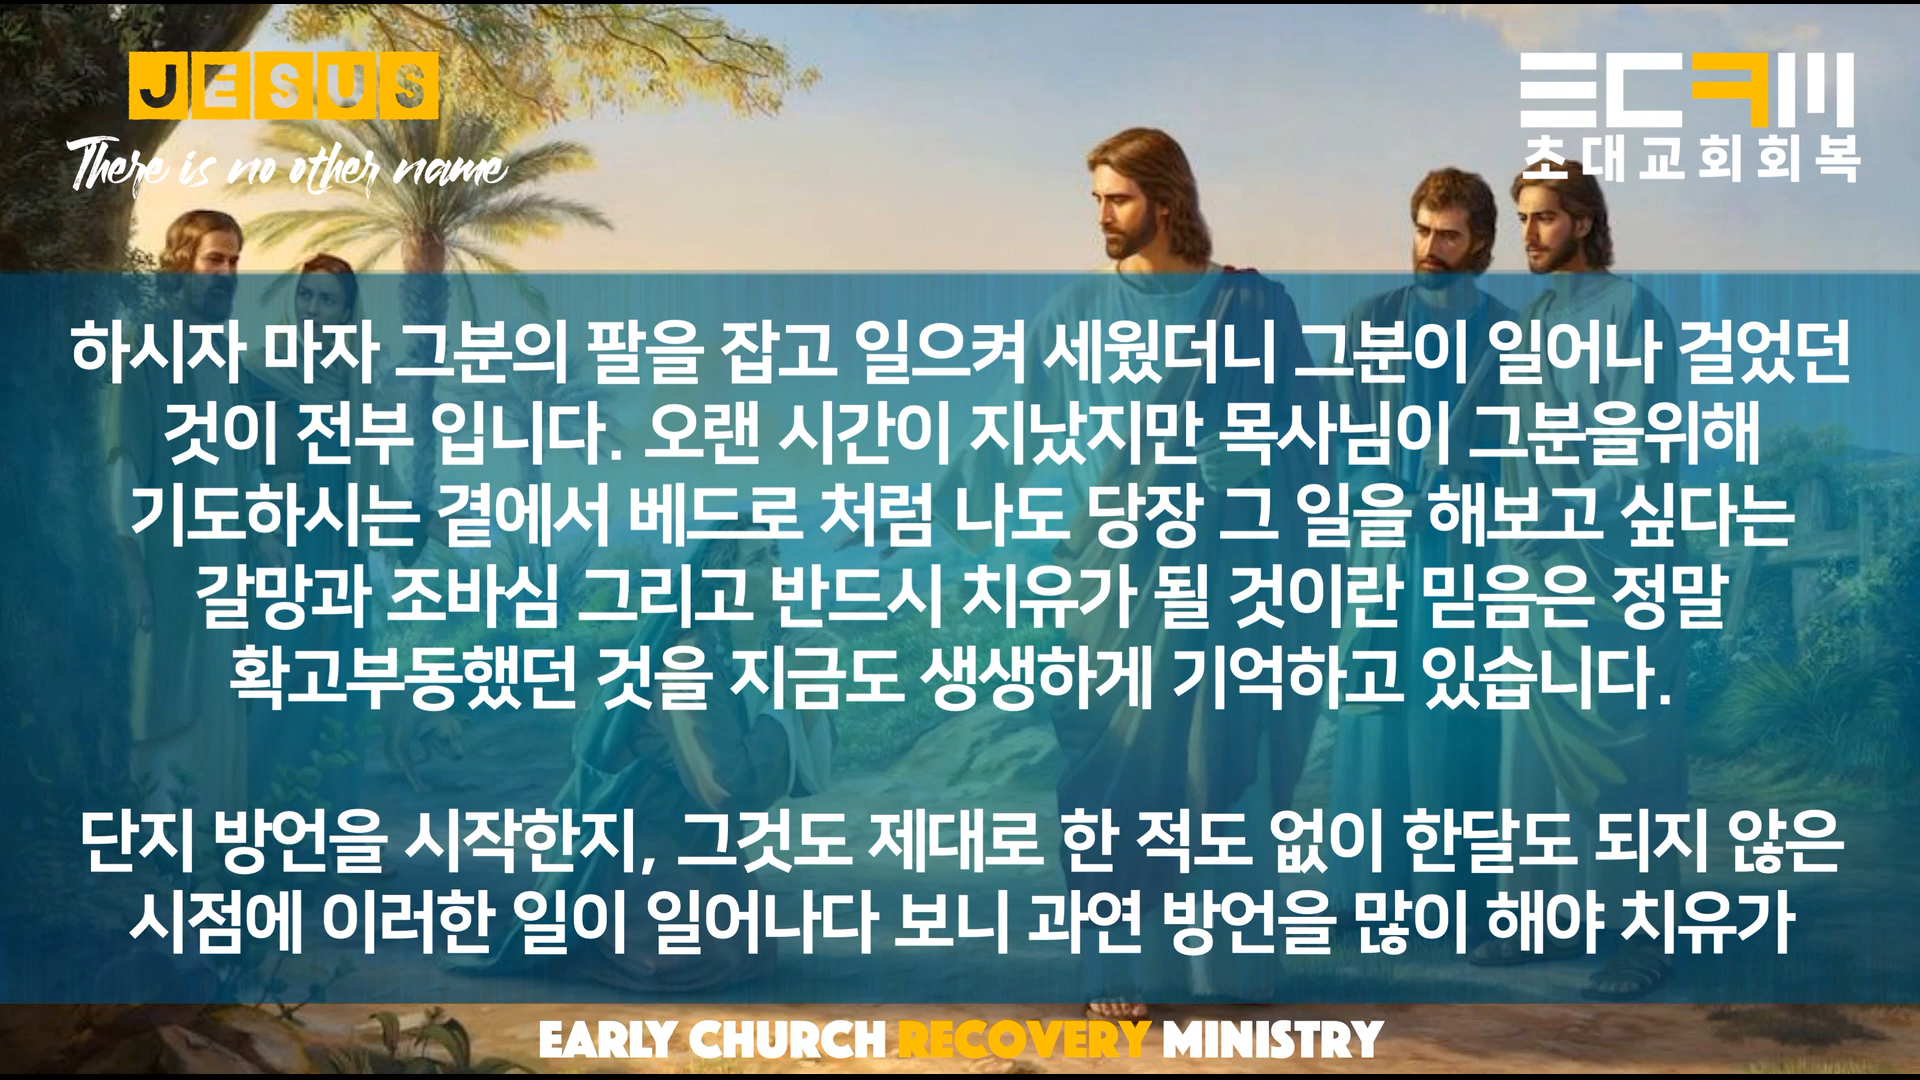 JESUS
There is no other name
ECRM
초대교회회복
하시자 마자 그분의 팔을 잡고 일으켜 세웠더니 그분이 일어나 걸었던
것이 전부 입니다. 오랜 시간이 지났지만 목사님이 그분을위해
기도하시는 곁에서 베드로 처럼 나도 당장 그 일을 해보고 싶다는
갈망과 조바심 그리고 반드시 치유가 될 것이란 믿음은 정말
확고부동했던 것을 지금도 생생하게 기억하고 있습니다.
단지 방언을 시작한지, 그것도 제대로 한 적도 없이 한달도 되지 않은
시점에 이러한 일이 일어나다 보니 과연 방언을 많이 해야 치유가
EARLY CHURCH RECOVERY MINISTRY